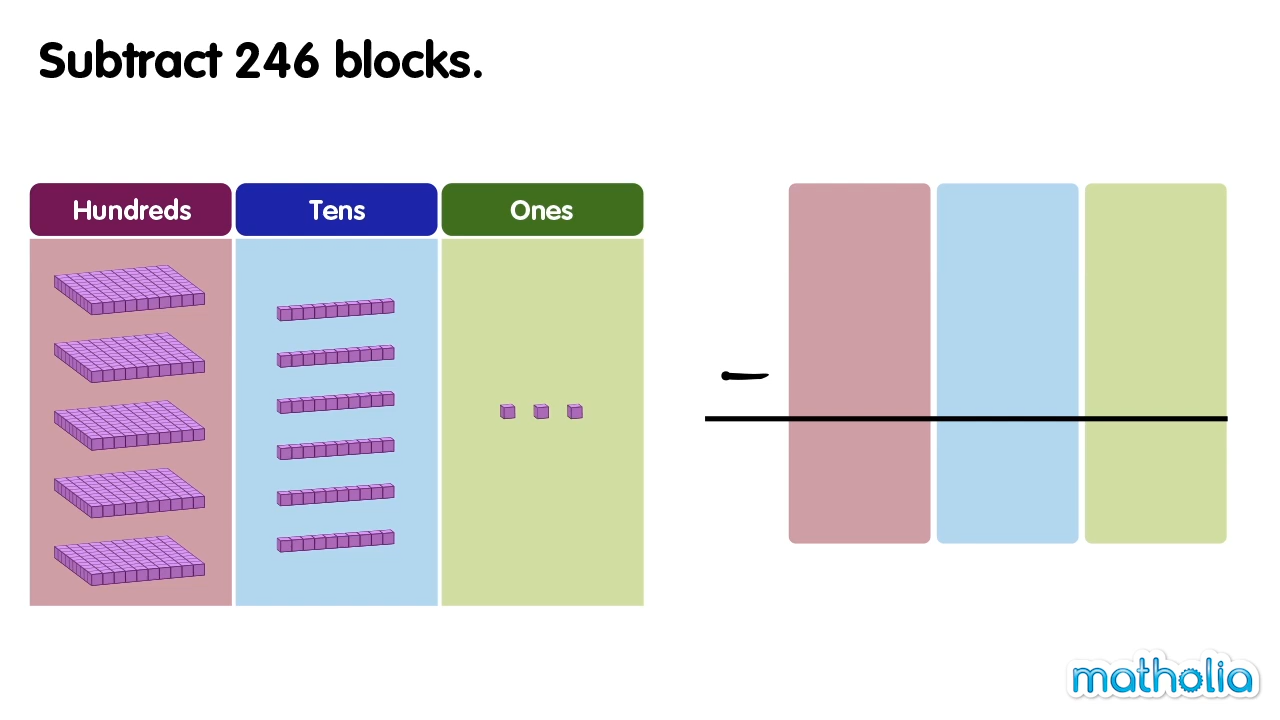 Subtract 246 blocks.
Hundreds Tens Ones
–
matholia